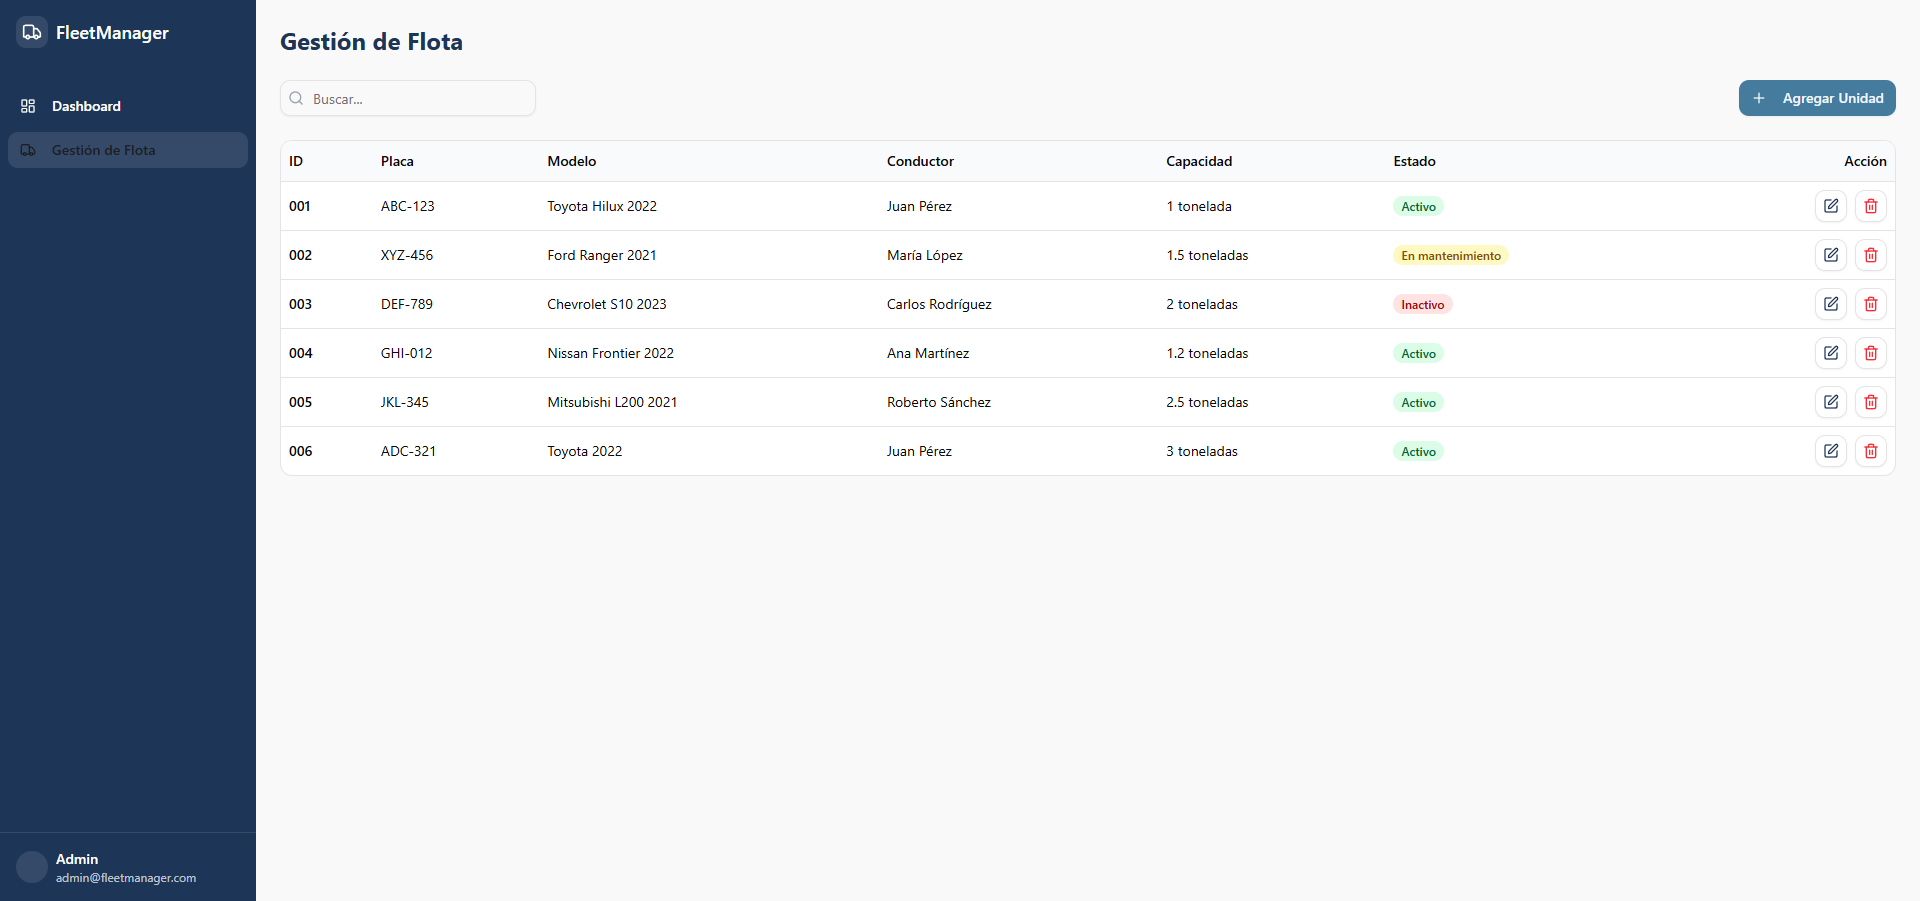 FleetManager
Dashboard
Gestión de Flota
Admin
admin@fleetmanager.com
Gestión de Flota
Buscar...
Agregar Unidad
ID Placa Modelo Conductor Capacidad Estado Acción
001 ABC-123 Toyota Hilux 2022 Juan Pérez 1 tonelada Activo
002 XYZ-456 Ford Ranger 2021 María López 1.5 toneladas En mantenimiento
003 DEF-789 Chevrolet S10 2023 Carlos Rodríguez 2 toneladas Inactivo
004 GHI-012 Nissan Frontier 2022 Ana Martínez 1.2 toneladas Activo
005 JKL-345 Mitsubishi L200 2021 Roberto Sánchez 2.5 toneladas Activo
006 ADC-321 Toyota 2022 Juan Pérez 3 toneladas Activo